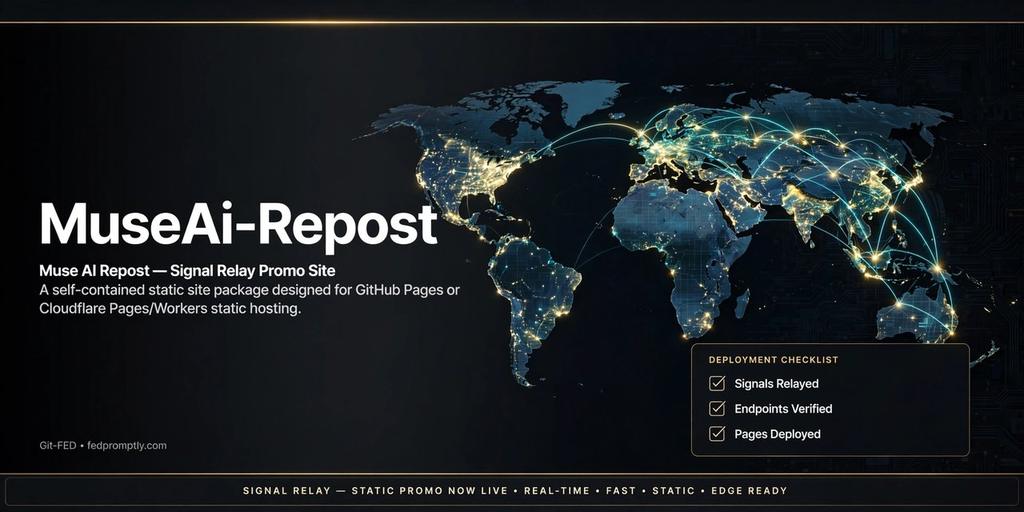 MuseAi-Repost
Muse AI Repost — Signal Relay Promo Site
A self-contained static site package designed for GitHub Pages or
Cloudflare Pages/Workers static hosting.
DEPLOYMENT CHECKLIST
Signals Relayed
Endpoints Verified
Pages Deployed
Git-FED • fedpromptly.com
SIGNAL RELAY — STATIC PROMO NOW LIVE • REAL-TIME • FAST • STATIC • EDGE READY